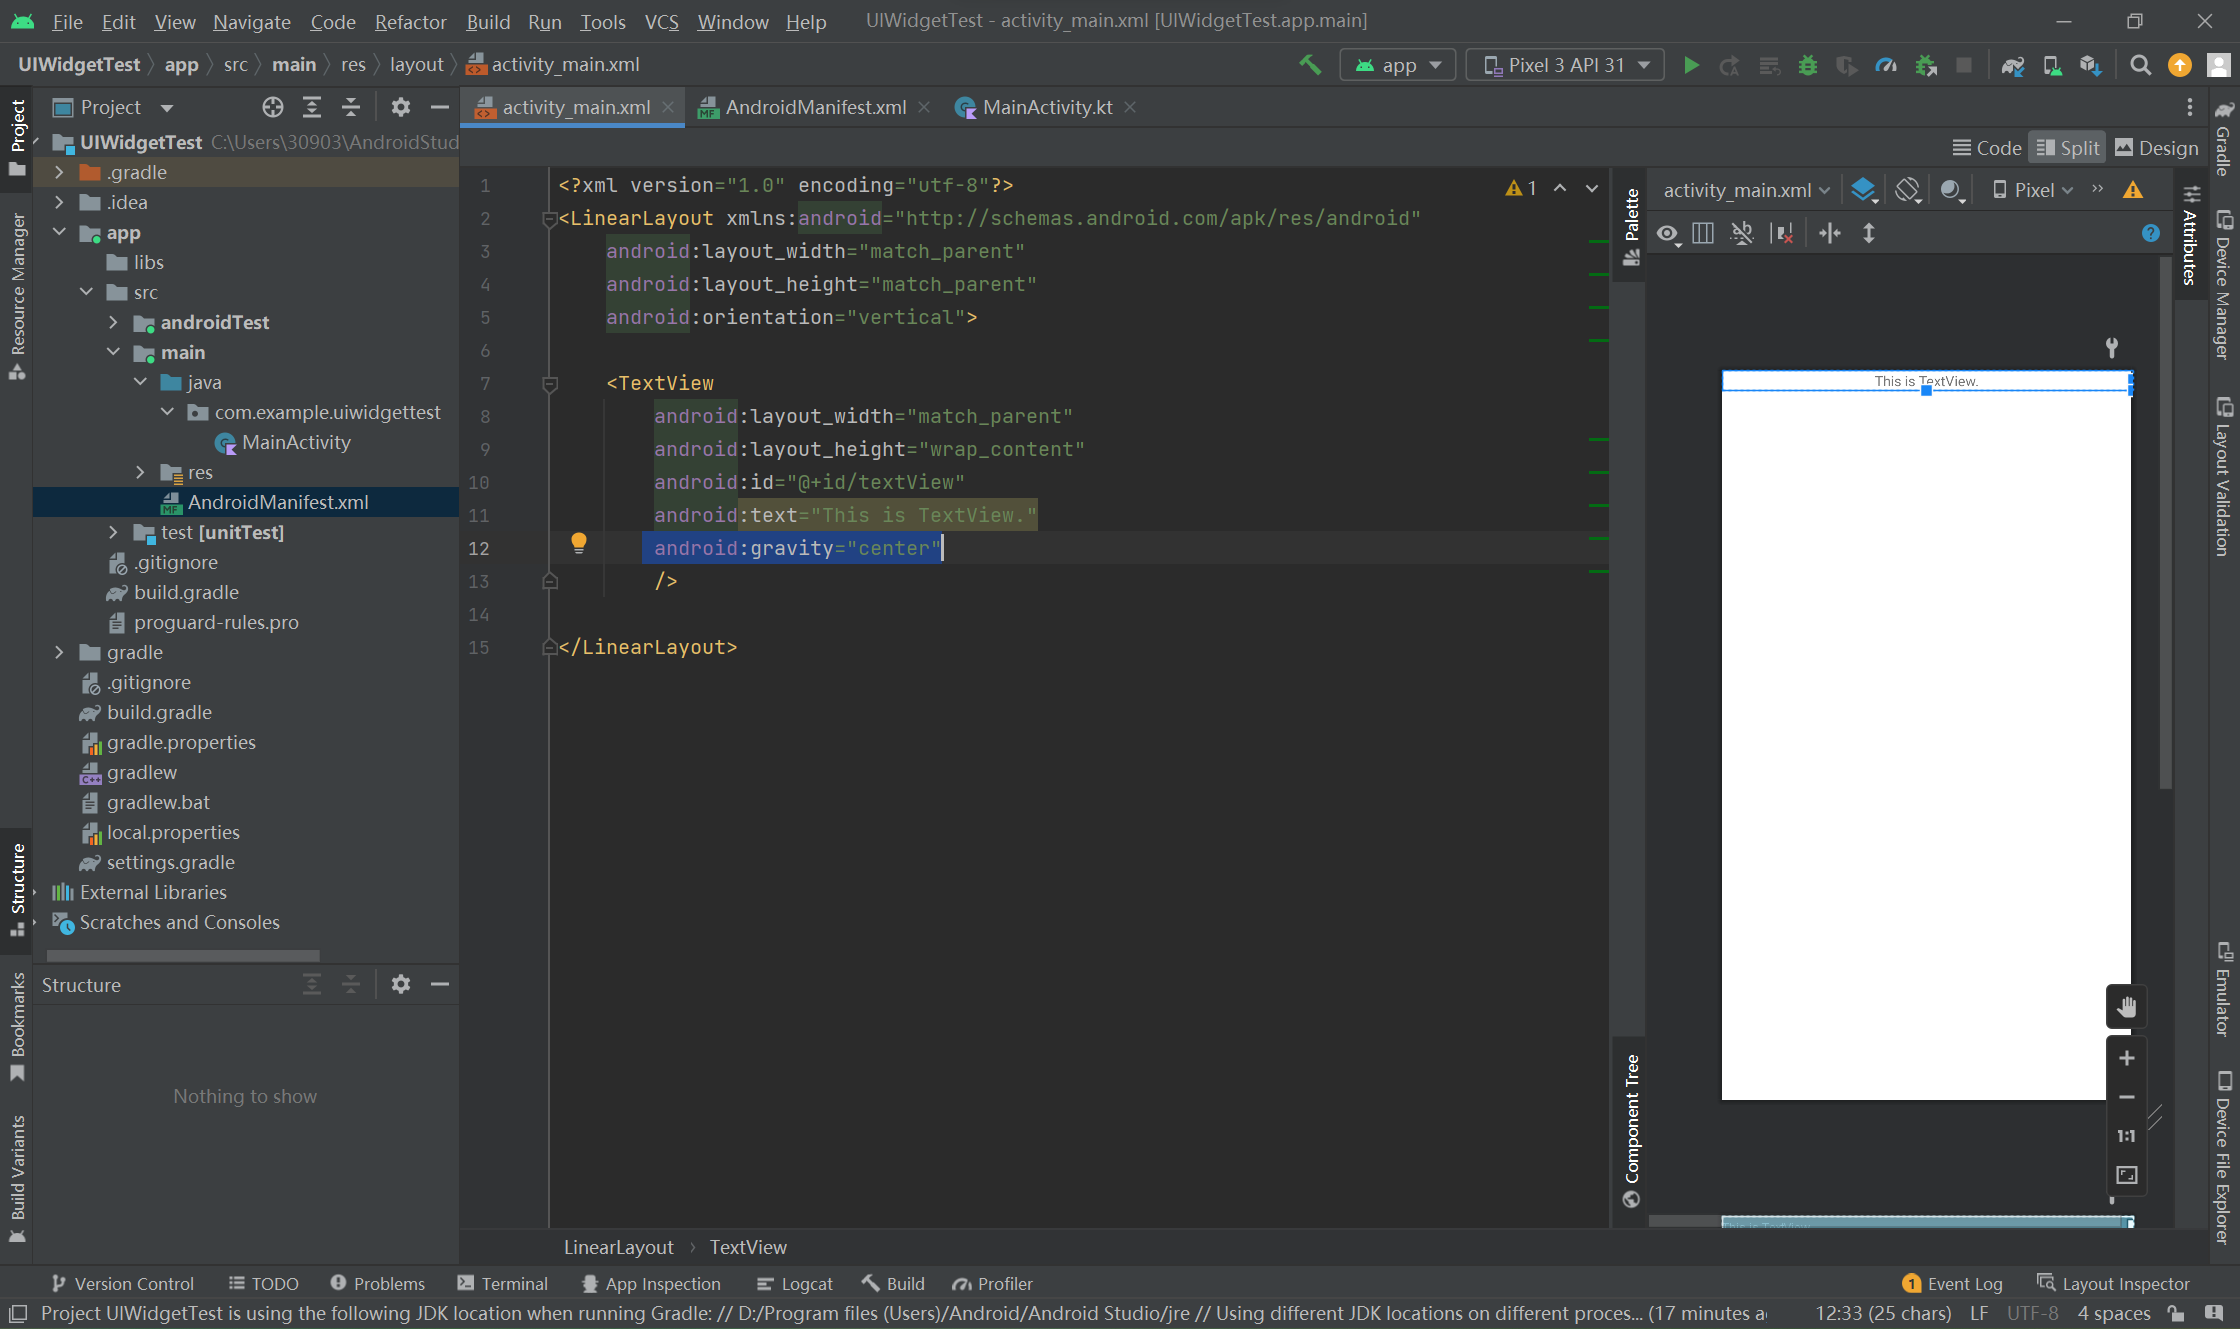 File Edit View Navigate Code Refactor Build Run Tools VCS Window Help UIWidgetTest - activity_main.xml [UIWidgetTest.app.main]
UIWidgetTest app src main res layout activity_main.xml app Pixel 3 API 31
Project
activity_main.xml AndroidManifest.xml MainActivity.kt
Code Split Design
UIWidgetTest C:\Users\30903\AndroidStud
.gradle
.idea
app
libs
src
androidTest
main
java
com.example.uiwidgettest
MainActivity
res
AndroidManifest.xml
test [unitTest]
.gitignore
build.gradle
proguard-rules.pro
gradle
.gitignore
build.gradle
gradle.properties
gradlew
gradlew.bat
local.properties
settings.gradle
External Libraries
Scratches and Consoles
Structure
Nothing to show
Project
Resource Manager
Structure
Bookmarks
Build Variants
1 <?xml version="1.0" encoding="utf-8"?>
2 <LinearLayout xmlns:android="http://schemas.android.com/apk/res/android"
3 android:layout_width="match_parent"
4 android:layout_height="match_parent"
5 android:orientation="vertical">
6
7 <TextView
8 android:layout_width="match_parent"
9 android:layout_height="wrap_content"
10 android:id="@+id/textView"
11 android:text="This is TextView."
12 android:gravity="center"
13 />
14
15 </LinearLayout>
1
LinearLayout TextView
Palette
Component Tree
activity_main.xml Pixel
This is TextView.
1:1
This is TextView.
Attributes
Gradle
Device Manager
Layout Validation
Emulator
Device File Explorer
Version Control TODO Problems Terminal App Inspection Logcat Build Profiler 1 Event Log Layout Inspector
Project UIWidgetTest is using the following JDK location when running Gradle: // D:/Program files (Users)/Android/Android Studio/jre // Using different JDK locations on different proces... (17 minutes a 12:33 (25 chars) LF UTF-8 4 spaces